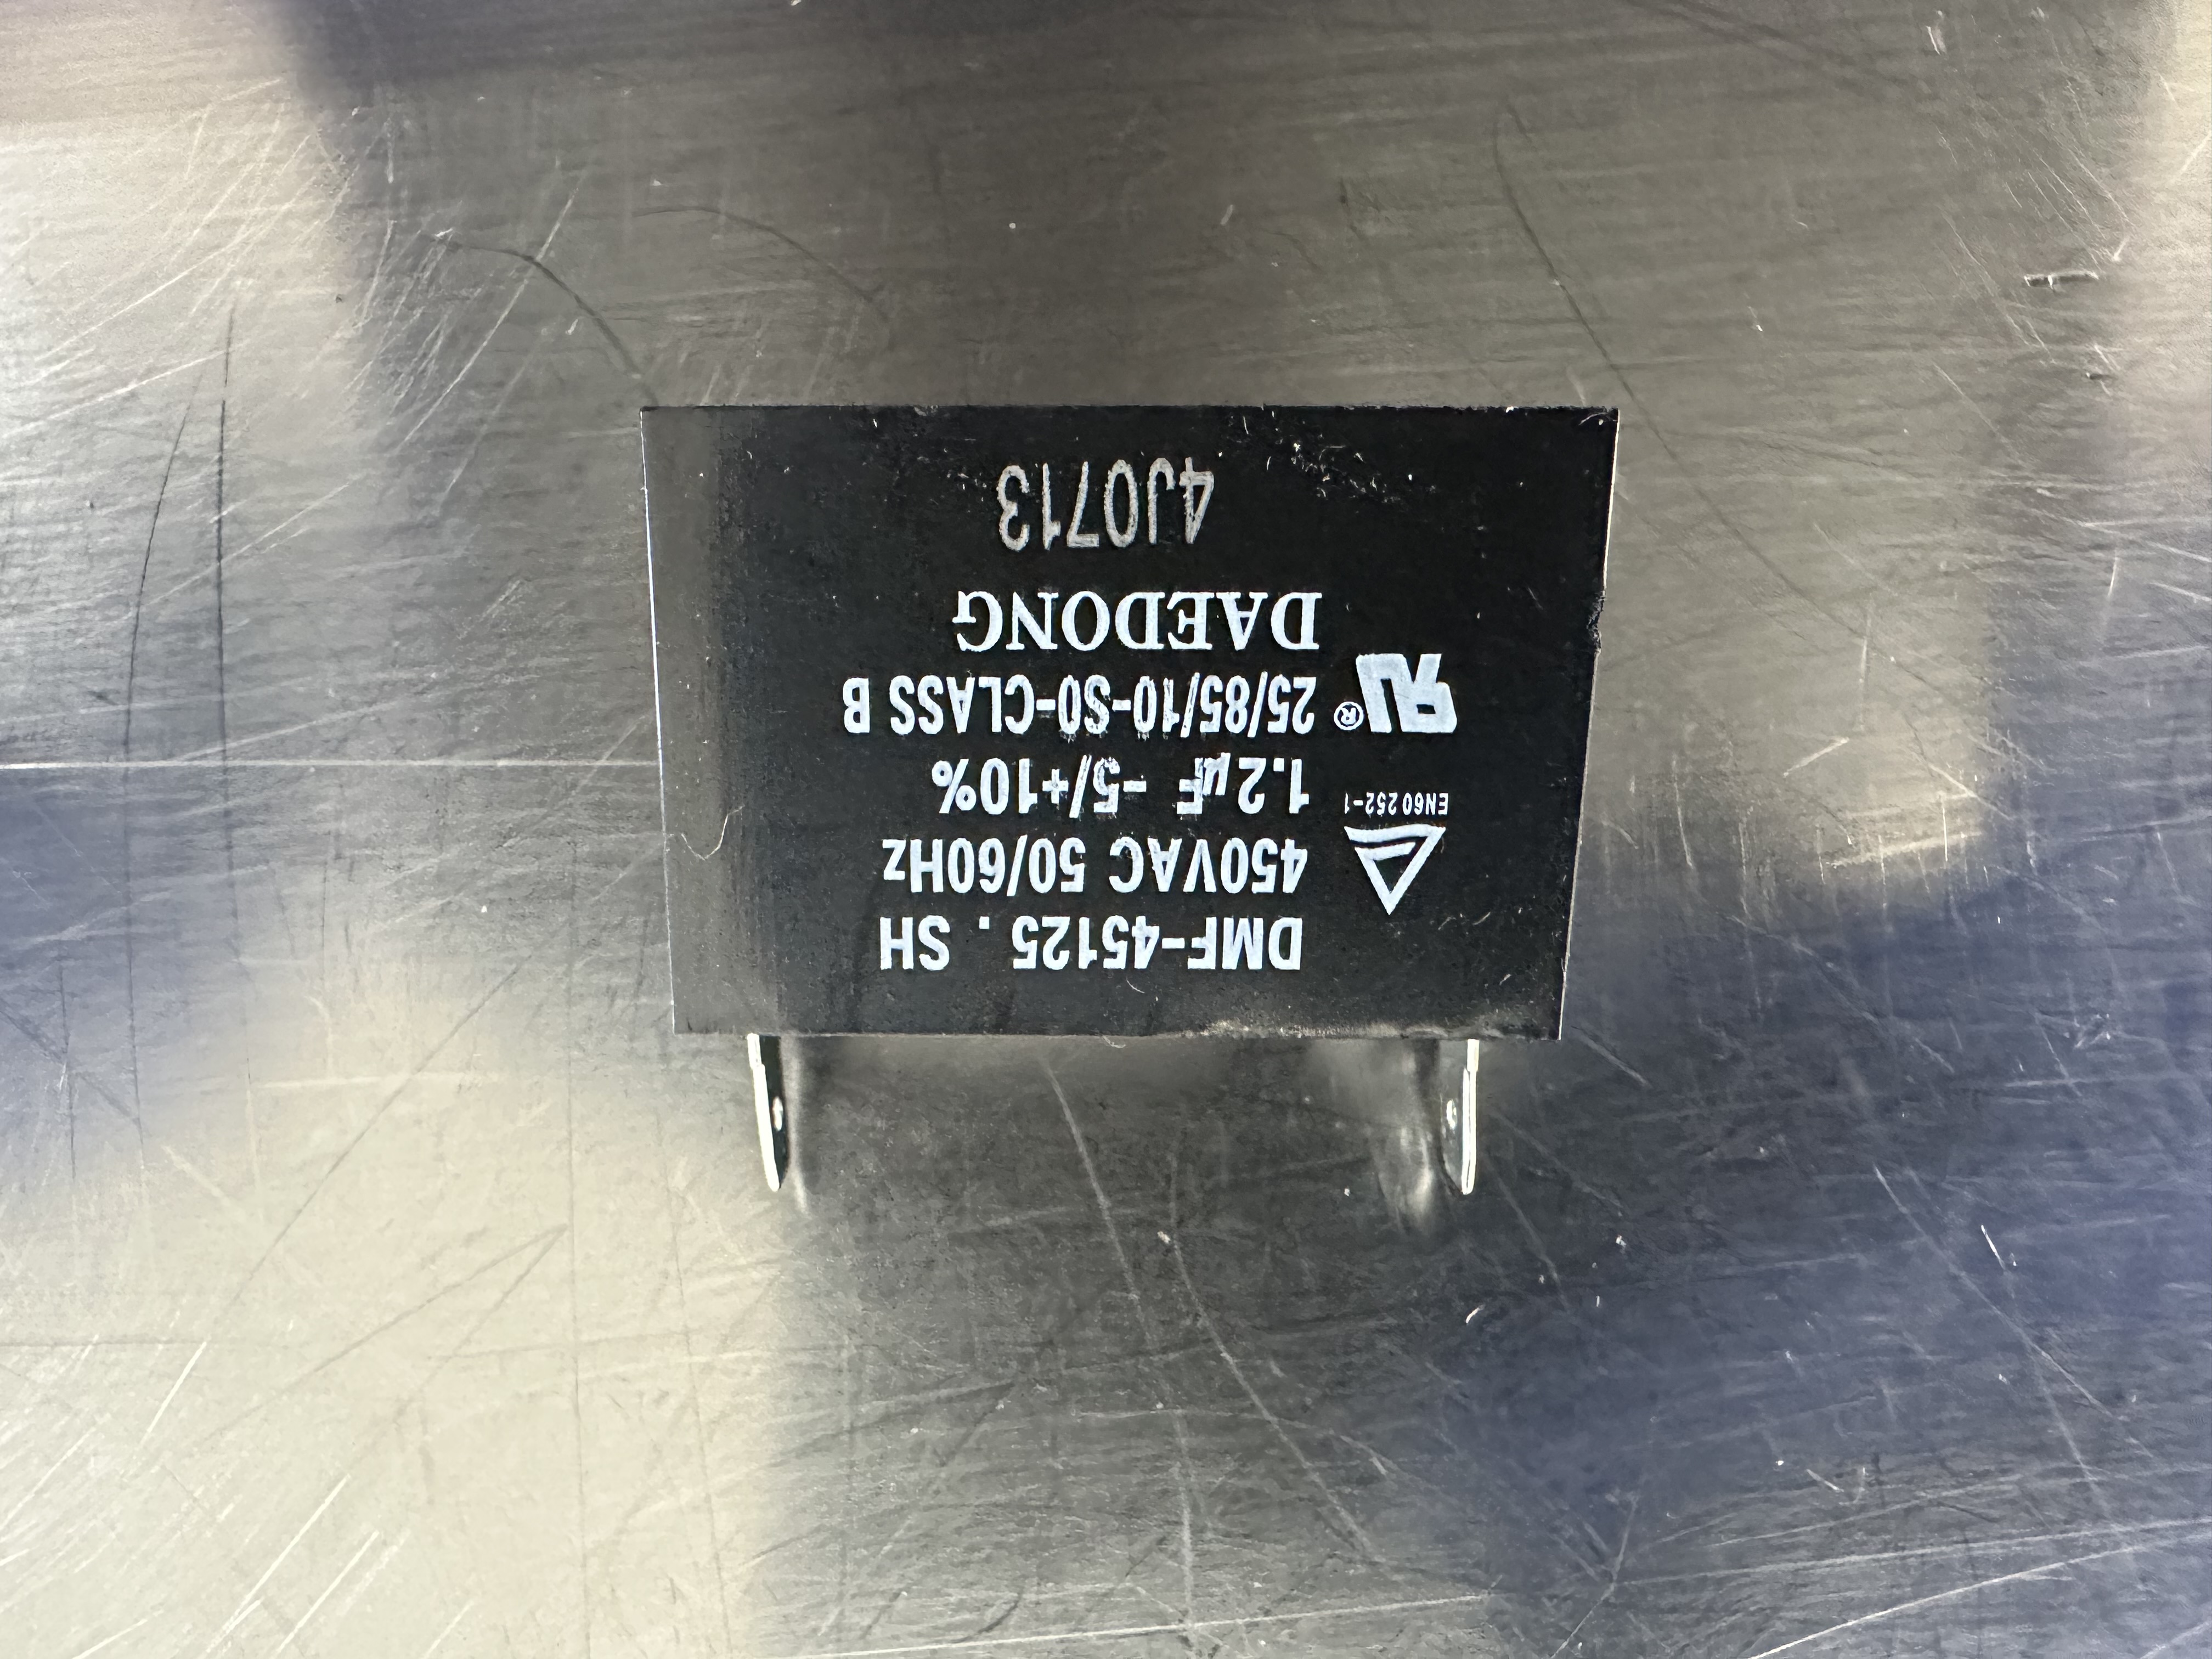 DMF-45125 . SH
450VAC 50/60Hz
EN60252-1
1.2µF -5/+10%
RU®
25/85/10-S0-CLASS B
DAEDONG
4J0713